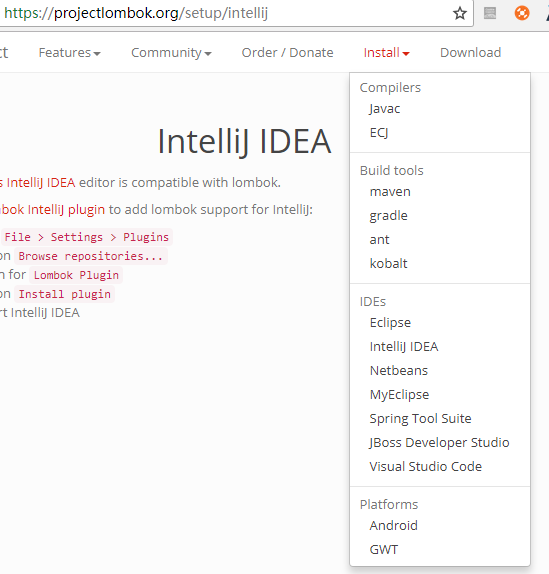 https://projectlombok.org/setup/intellij
Features Community Order / Donate Install Download
IntelliJ IDEA
IntelliJ IDEA editor is compatible with lombok.
IntelliJ plugin to add lombok support for IntelliJ:
File > Settings > Plugins
on Browse repositories...
for Lombok Plugin
on Install plugin
IntelliJ IDEA
Compilers
Javac
ECJ
Build tools
maven
gradle
ant
kobalt
IDEs
Eclipse
IntelliJ IDEA
Netbeans
MyEclipse
Spring Tool Suite
JBoss Developer Studio
Visual Studio Code
Platforms
Android
GWT